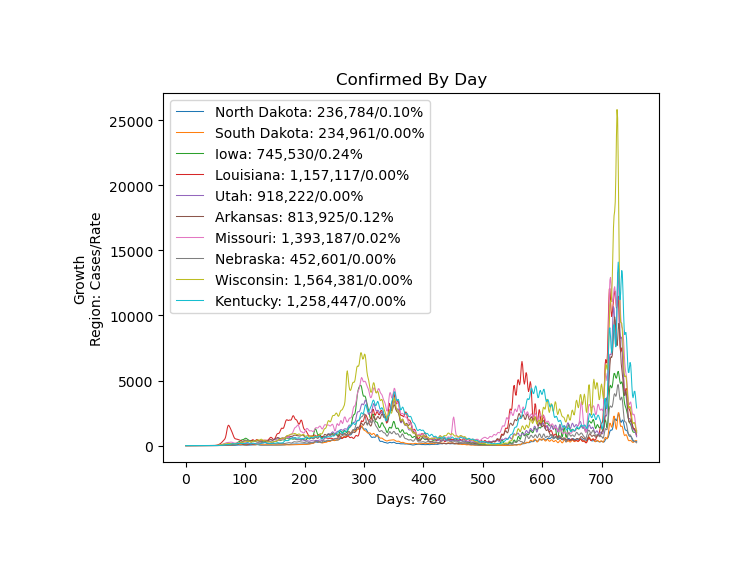 Confirmed By Day
North Dakota: 236,784/0.10%
South Dakota: 234,961/0.00%
Iowa: 745,530/0.24%
Louisiana: 1,157,117/0.00%
Utah: 918,222/0.00%
Arkansas: 813,925/0.12%
Missouri: 1,393,187/0.02%
Nebraska: 452,601/0.00%
Wisconsin: 1,564,381/0.00%
Kentucky: 1,258,447/0.00%
25000
20000
15000
10000
5000
0
Growth
Region: Cases/Rate
0 100 200 300 400 500 600 700
Days: 760